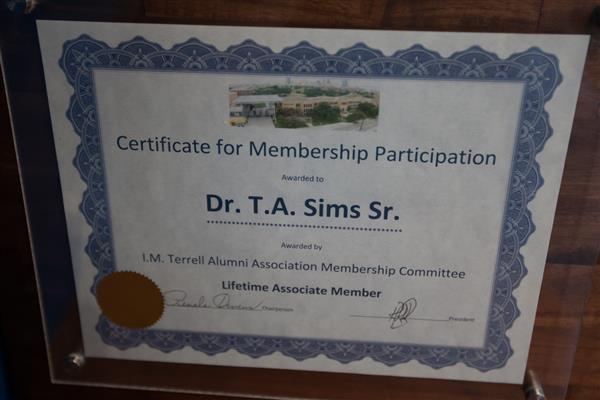 Certificate for Membership Participation
Awarded to
Dr. T.A. Sims Sr.
Awarded by
I.M. Terrell Alumni Association Membership Committee
Lifetime Associate Member
Chairperson
President